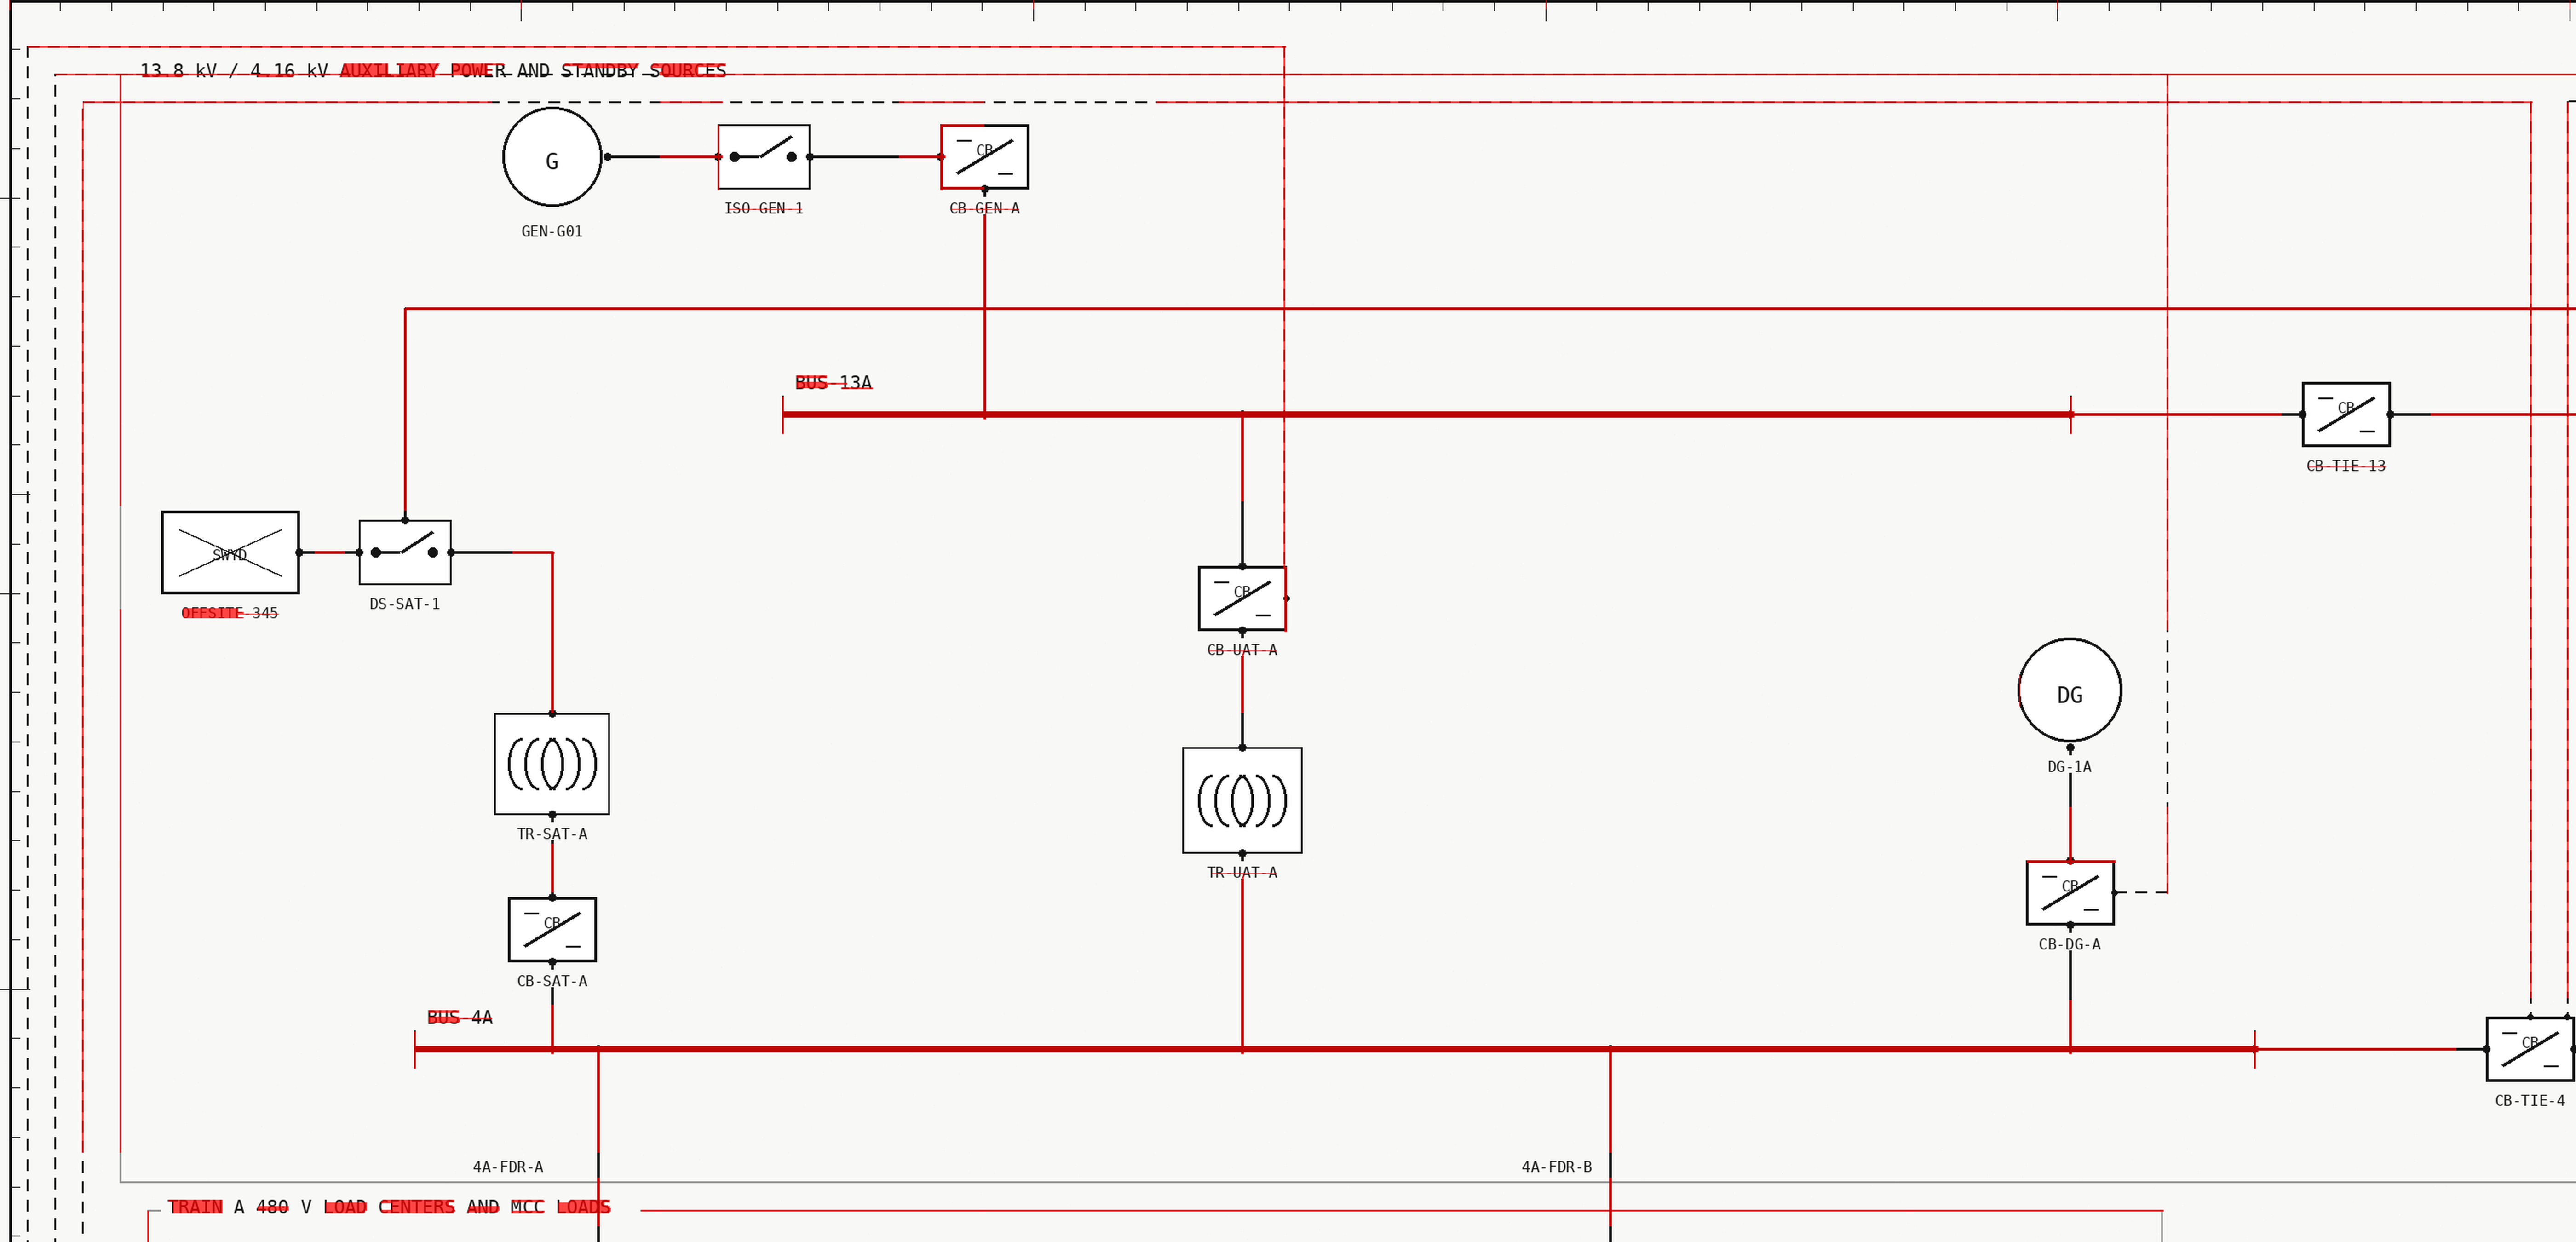 13.8 kV / 4.16 kV AUXILIARY POWER AND STANDBY SOURCES
G
CB
ISO-GEN-1
CB-GEN-A
GEN-G01
BUS-13A
CB
CB-TIE-13
SWYD
OFFSITE-345
DS-SAT-1
CB
CB-UAT-A
DG
DG-1A
TR-SAT-A
TR-UAT-A
CB
CB-DG-A
CB
CB-SAT-A
BUS-4A
CB
CB-TIE-4
4A-FDR-A
4A-FDR-B
TRAIN A 480 V LOAD CENTERS AND MCC LOADS